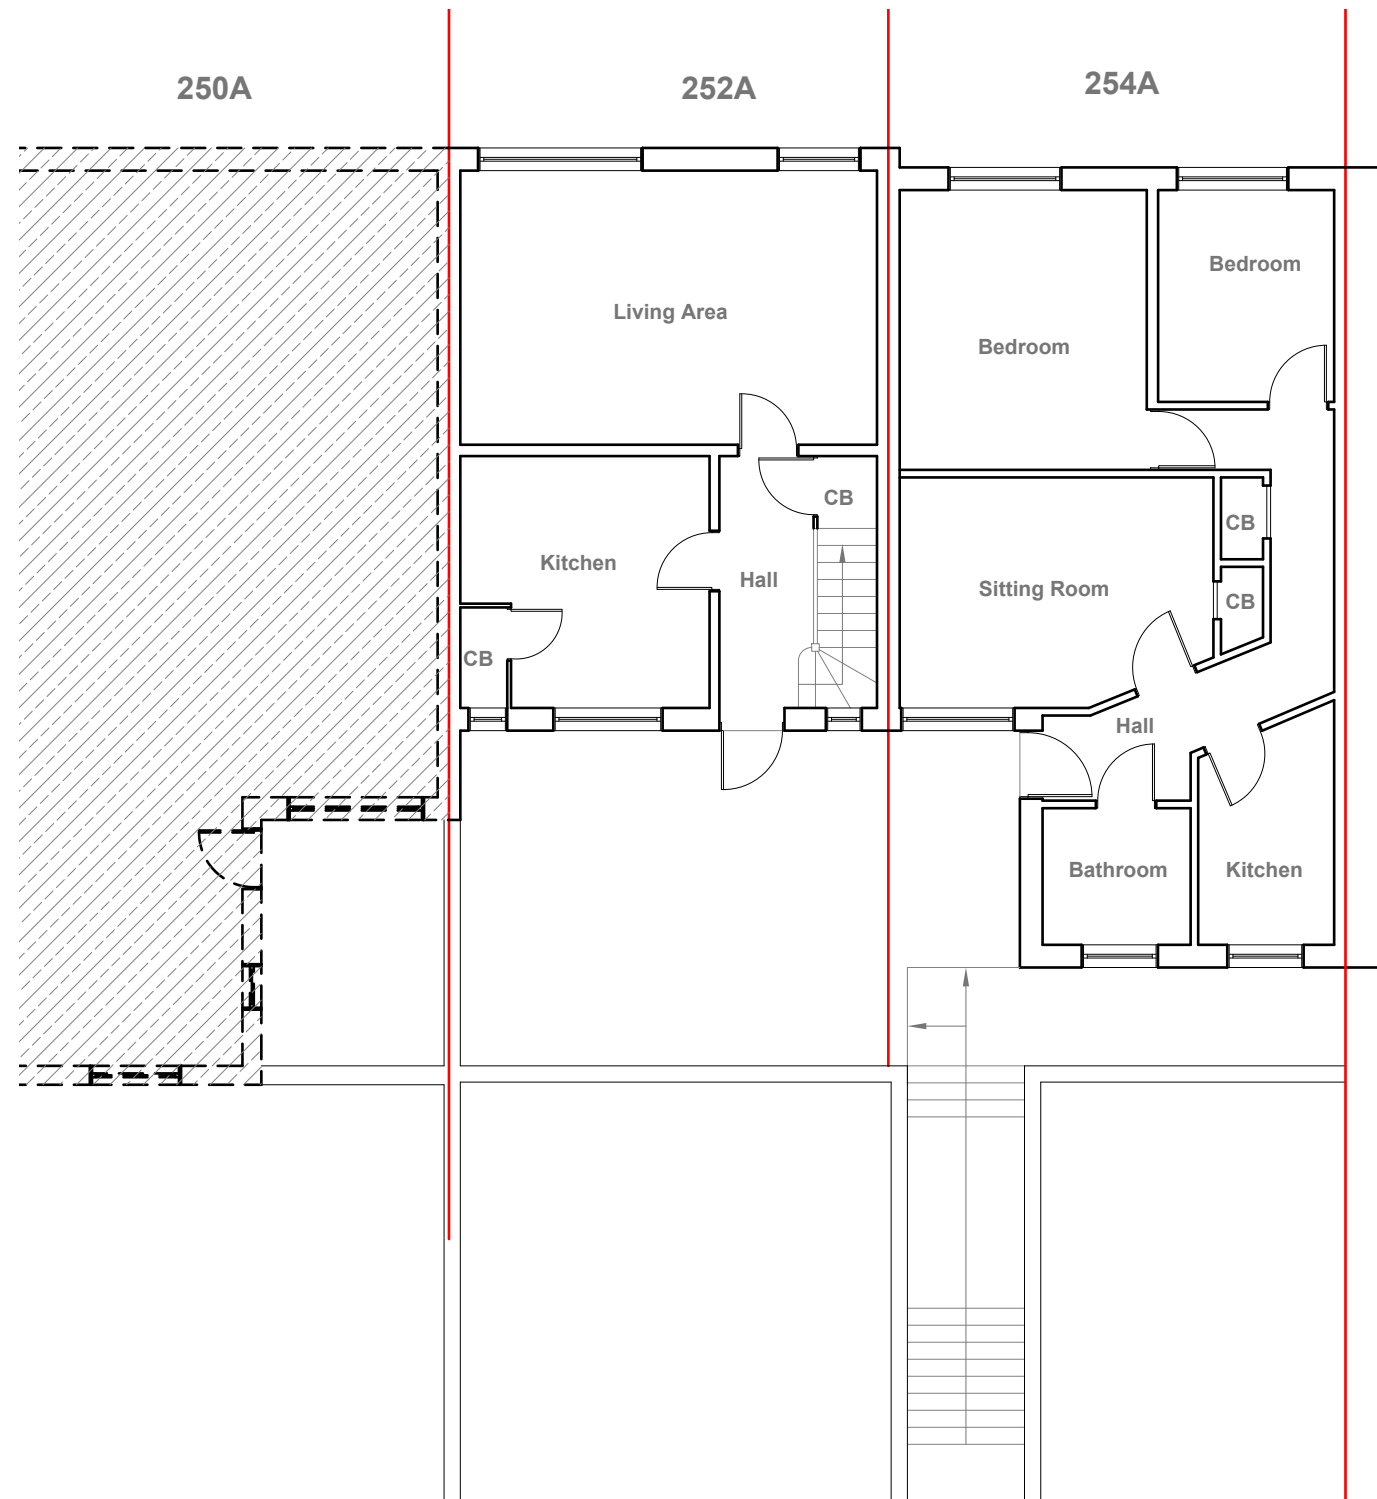 250A
252A
254A
Bedroom
Living Area
Bedroom
CB
CB
Kitchen
Hall
Sitting Room
CB
CB
Hall
Bathroom
Kitchen